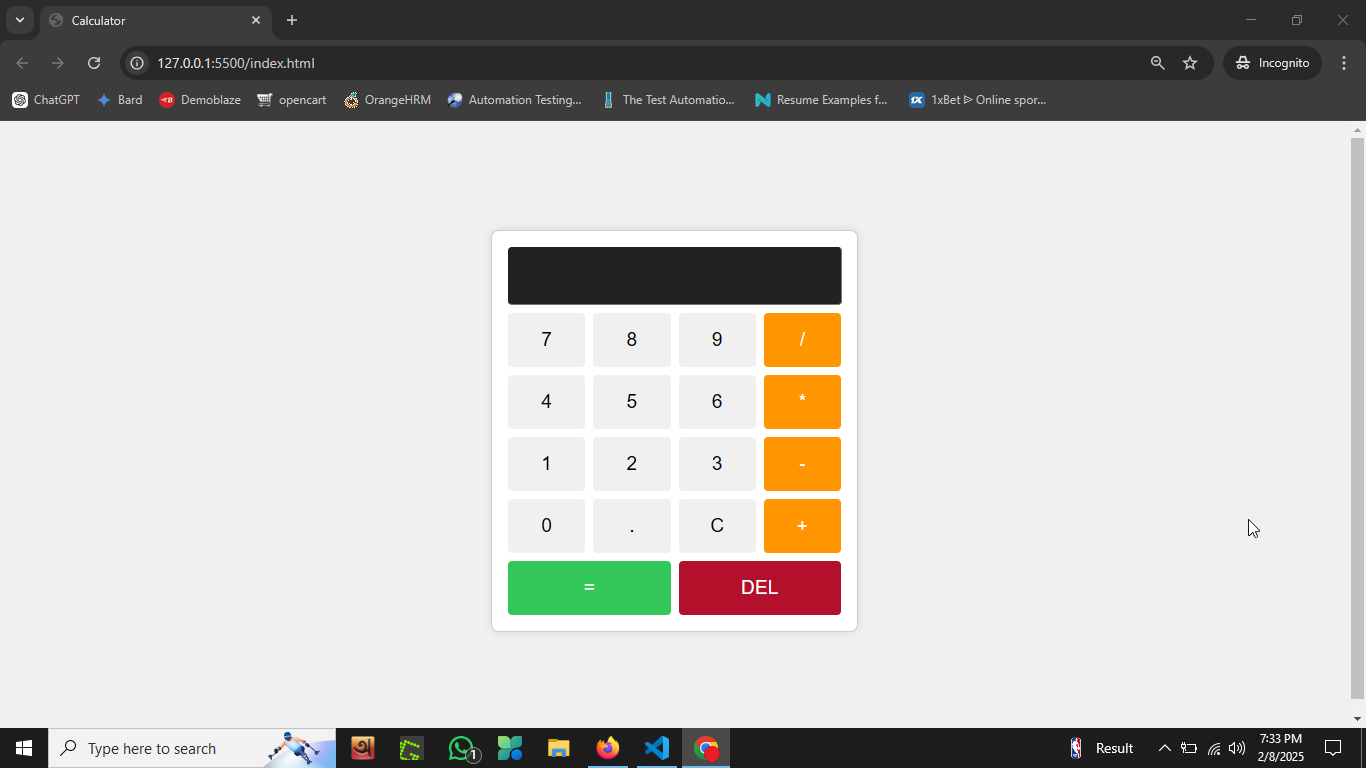 Calculator
127.0.0.1:5500/index.html
Incognito
ChatGPT Bard Demoblaze opencart OrangeHRM Automation Testing... The Test Automatio... Resume Examples f... 1xBet ᐉ Online spor...
7 8 9 /
4 5 6 *
1 2 3 -
0 . C +
= DEL
Type here to search
1
Result
7:33 PM
2/8/2025